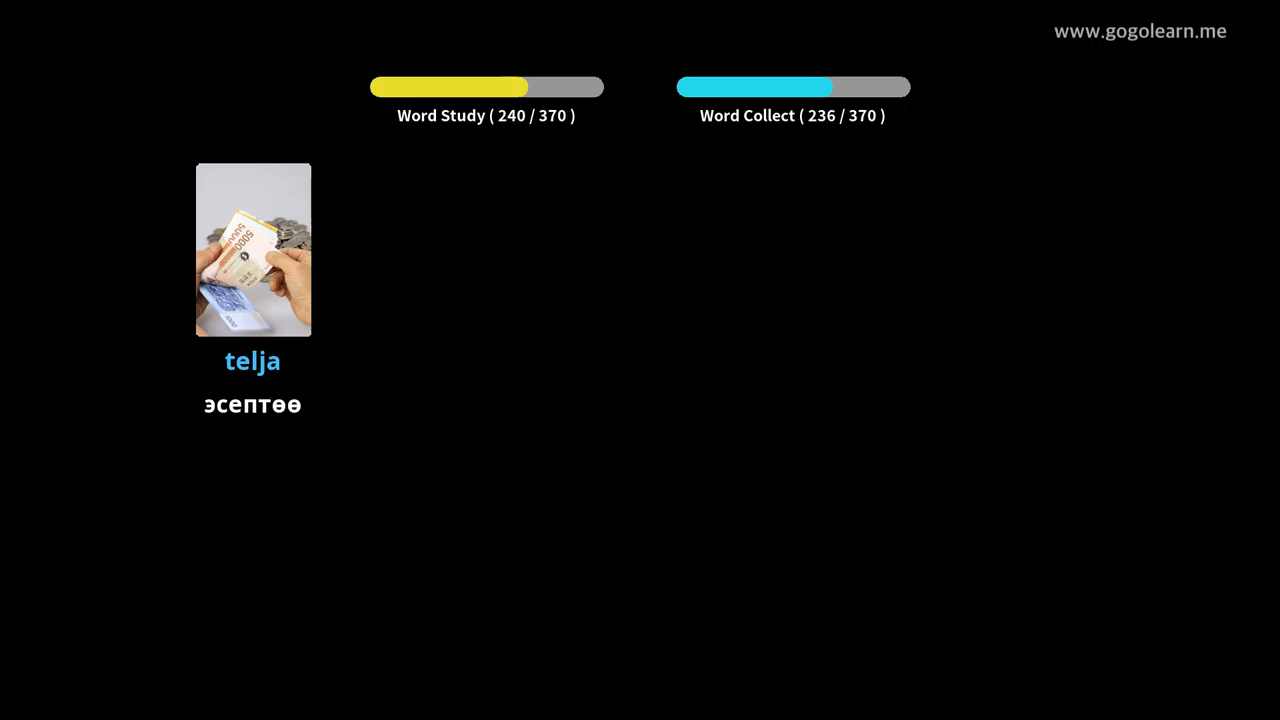 www.gogolearn.me
Word Study ( 240 / 370 )
Word Collect ( 236 / 370 )
telja
эсептөө